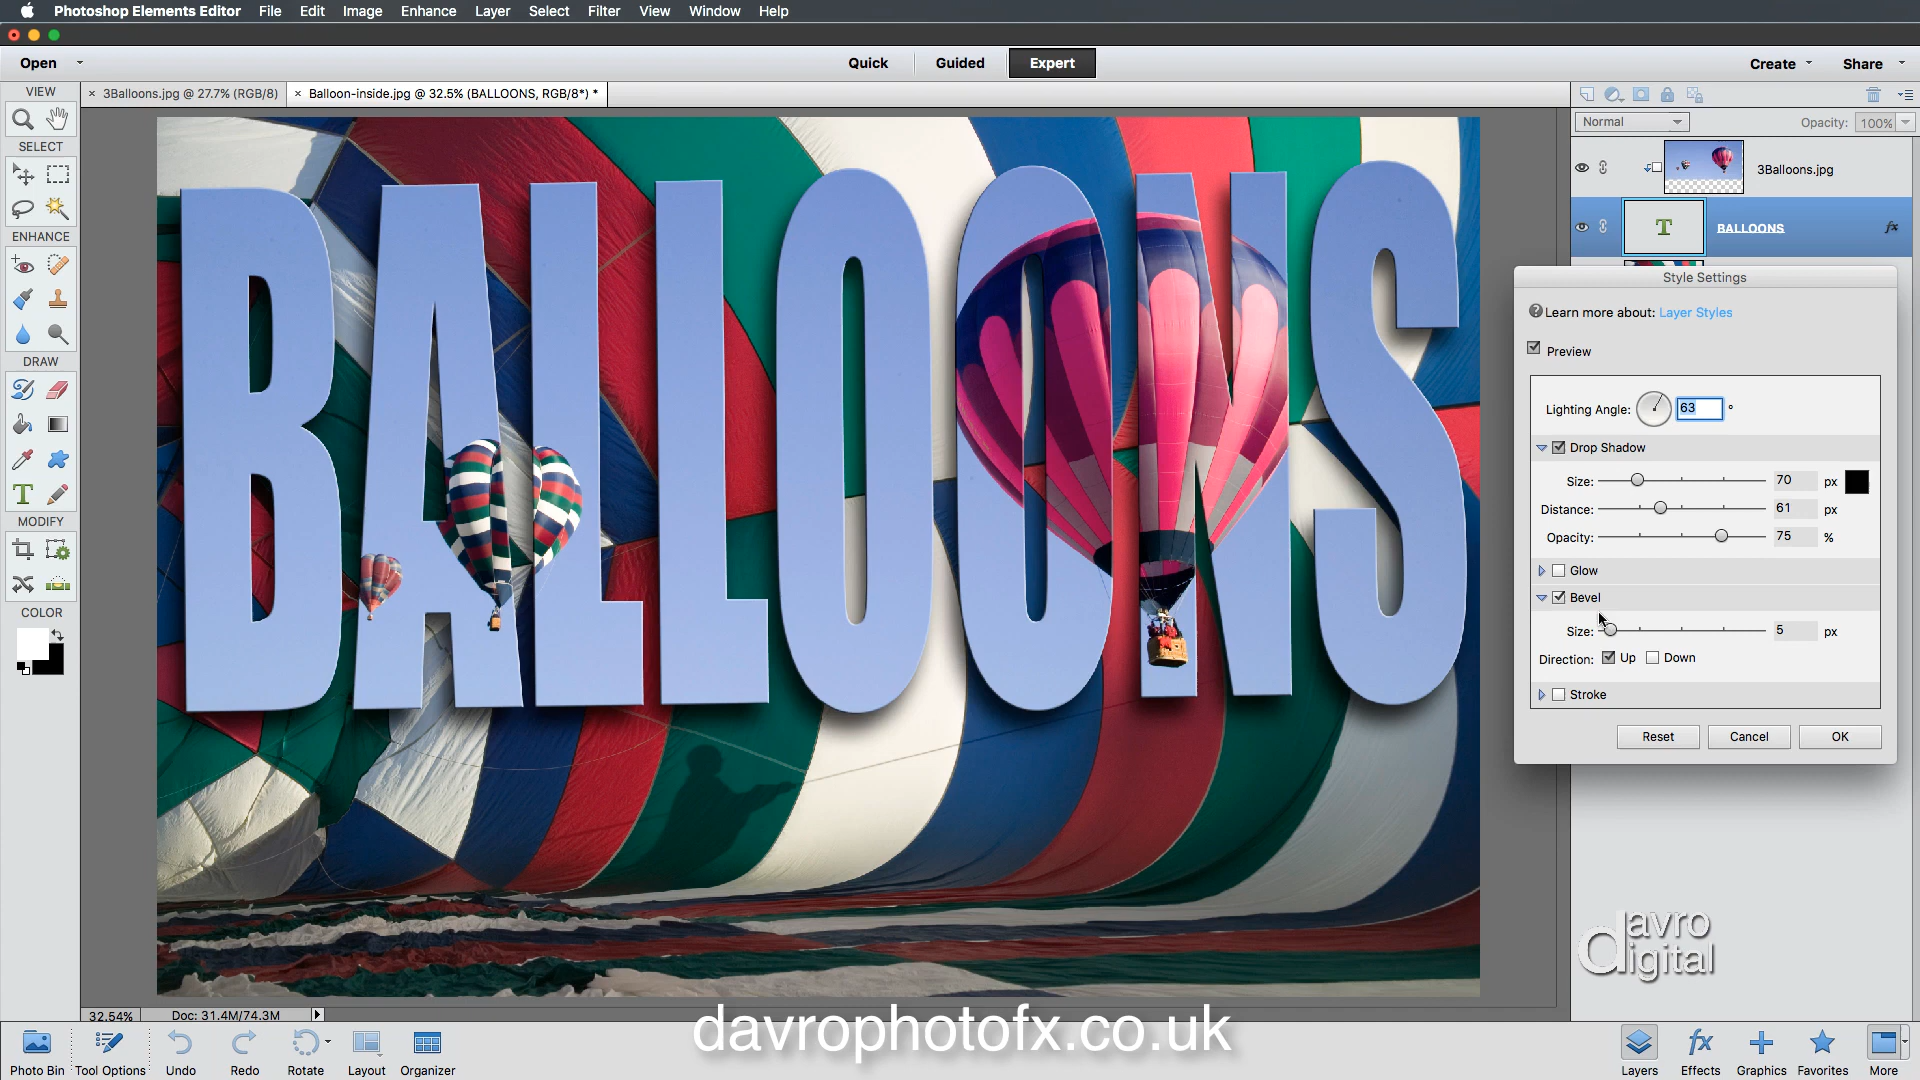 Photoshop Elements Editor File Edit Image Enhance Layer Select Filter View Window Help
Open Quick Guided Expert Create Share
VIEW × 3Balloons.jpg @ 27.7% (RGB/8) × Balloon-inside.jpg @ 32.5% (BALLOONS, RGB/8*) *
Normal Opacity: 100%
SELECT
3Balloons.jpg
T BALLOONS fx
ENHANCE
BALLOONS
Style Settings
Learn more about: Layer Styles
Preview
DRAW
Lighting Angle: 63 °
Drop Shadow
Size: 70 px
Distance: 61 px
Opacity: 75 %
T
MODIFY
Glow
Bevel
Size: 5 px
Direction: Up Down
Stroke
COLOR
Reset Cancel OK
davro
digital
32.54% Doc: 31.4M/74.3M
davrophotofx.co.uk
Photo Bin Tool Options Undo Redo Rotate Layout Organizer
fx
Layers Effects Graphics Favorites More